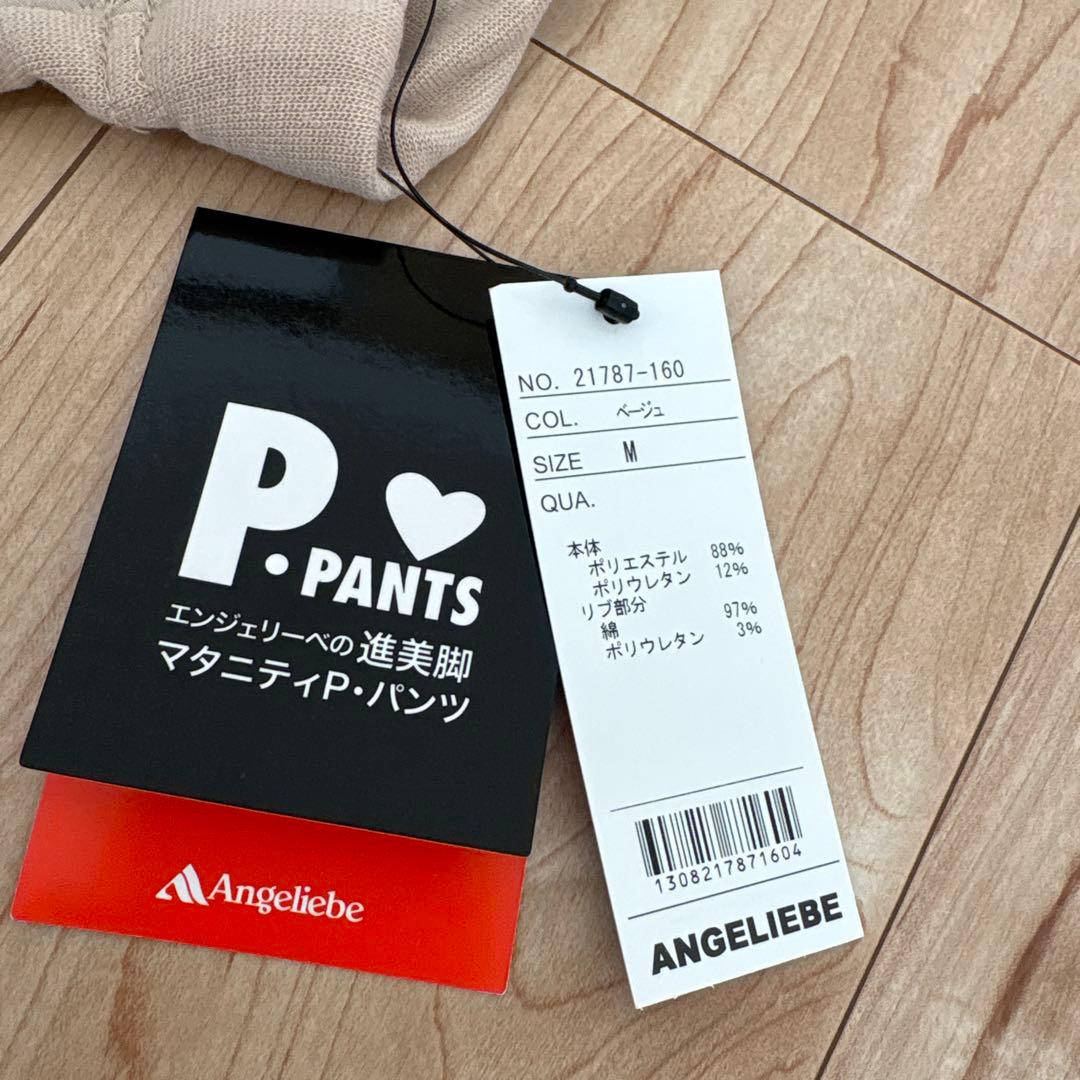 P・PANTS
エンジェリーベの進美脚
マタニティP・パンツ
Angeliebe
NO. 21787-160
COL. ベージュ
SIZE M
QUA.
本体
ポリエステル 88%
ポリウレタン 12%
リブ部分
綿 97%
ポリウレタン 3%
1308217871604
ANGELIEBE